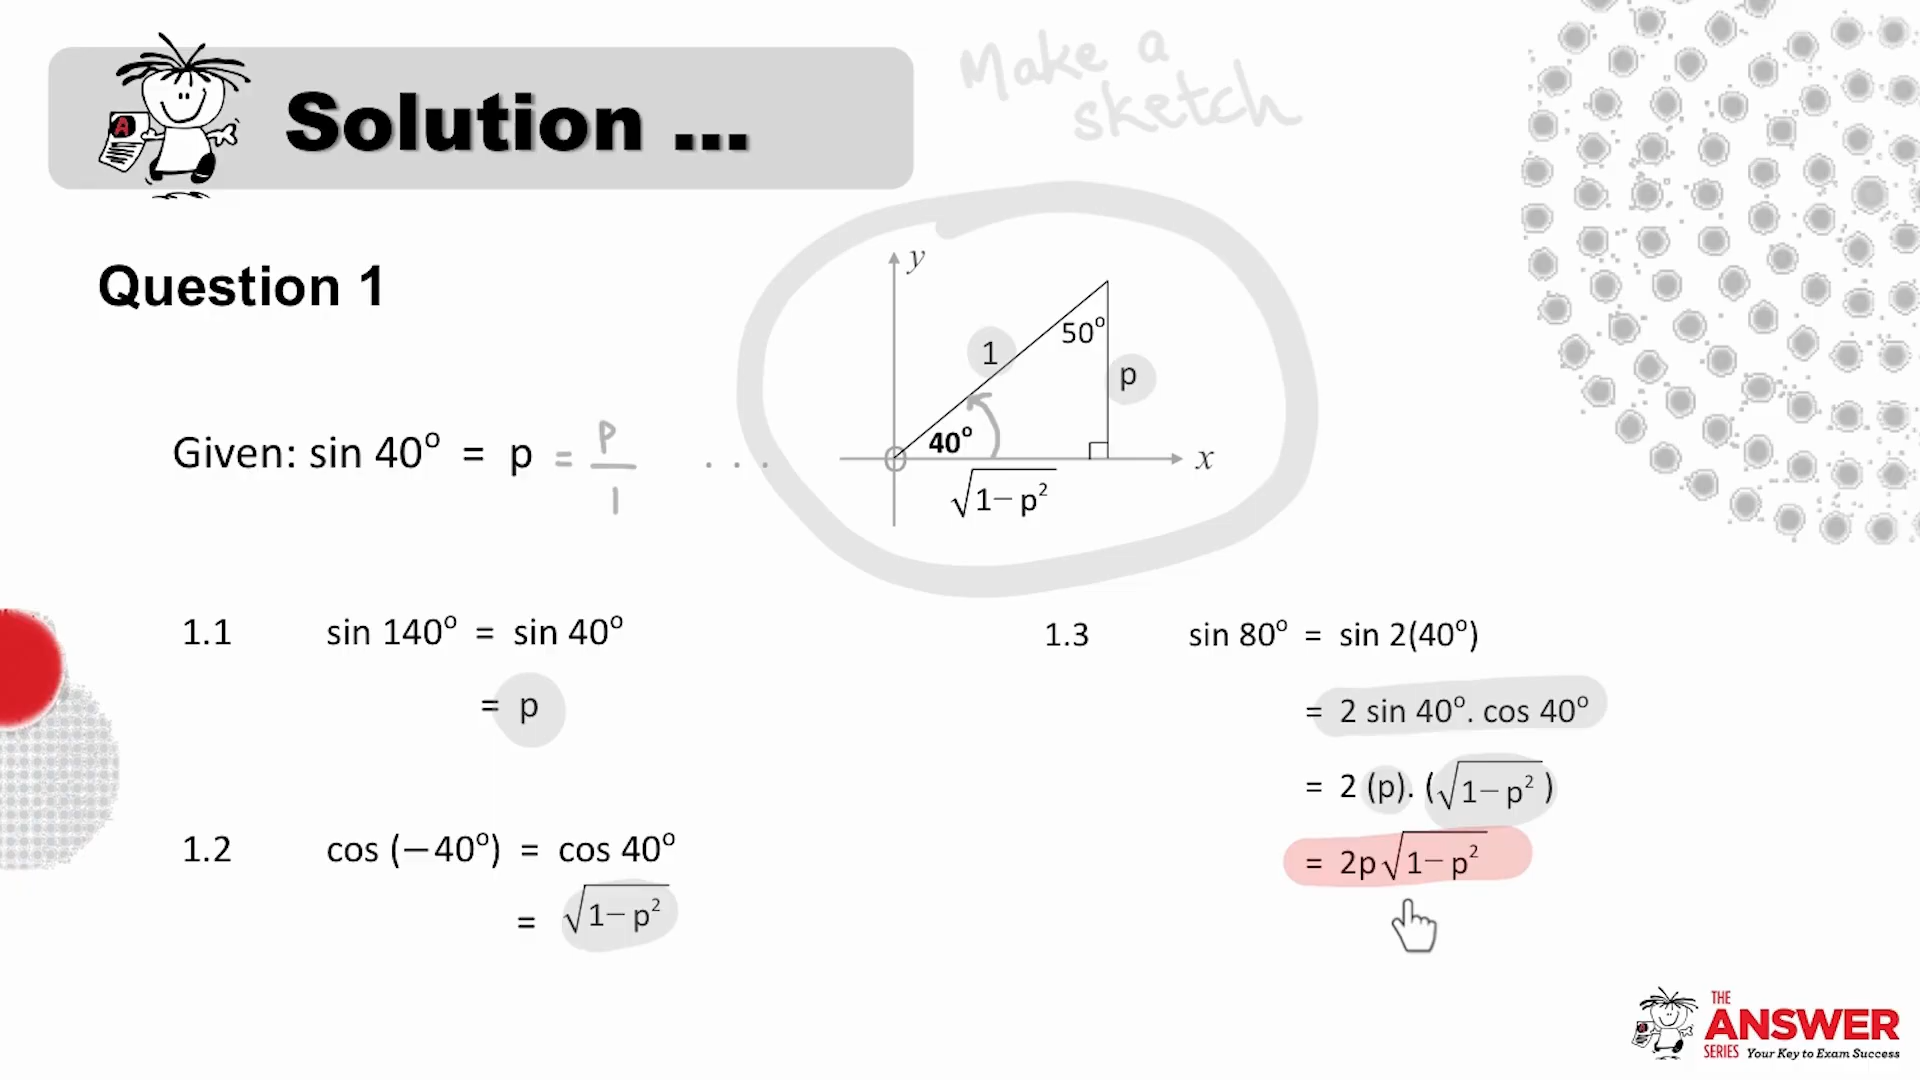 Make a
sketch
A
Solution ...
Question 1
y
50°
1
p
40°
x
√1−p²
Given: sin 40° = p = p/1 ...
1.1 sin 140° = sin 40°
= p
1.2 cos (−40°) = cos 40°
= √1−p²
1.3 sin 80° = sin 2(40°)
= 2 sin 40°. cos 40°
= 2 (p). (√1−p²)
= 2p√1−p²
THE
ANSWER
SERIES Your Key to Exam Success